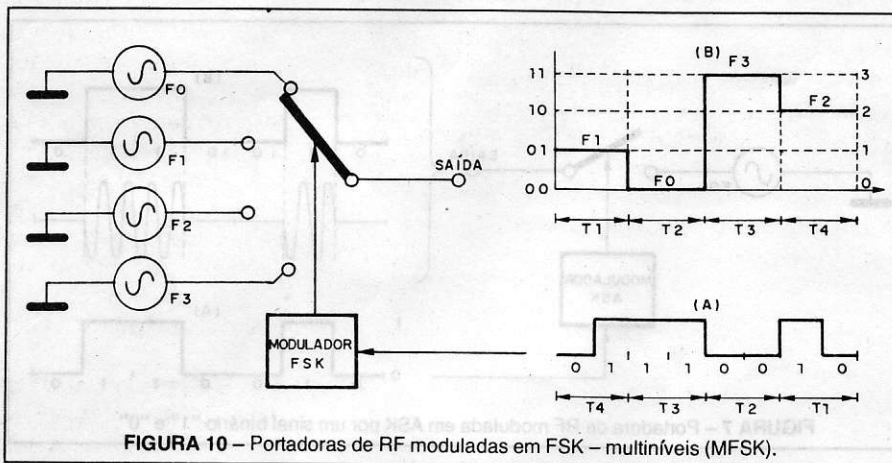 F0
F1
F2
F3
SAÍDA
MODULADOR
FSK
(B)
11
10
01
00
F1
F0
F3
F2
3
2
1
0
T1 T2 T3 T4
(A)
0 1 1 1 0 0 1 0
T4 T3 T2 T1
FIGURA 10 – Portadoras de RF moduladas em FSK – multiníveis (MFSK).